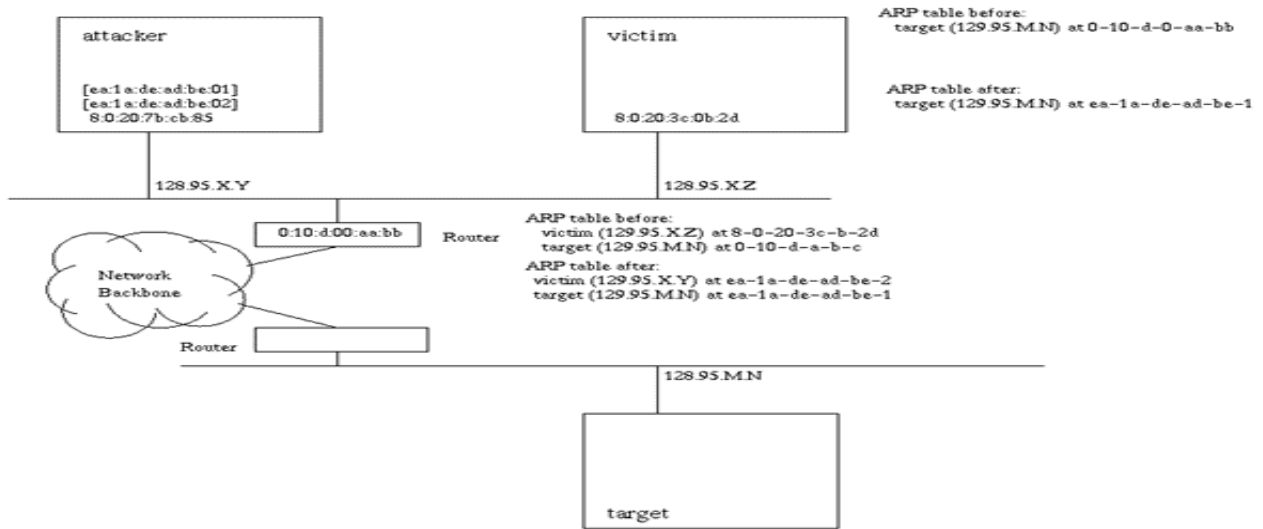 attacker
[ea:1a:de:ad:be:01]
[ea:1a:de:ad:be:02]
8:0:20:7b:cb:85
128.95.X.Y
victim
8:0:20:3c:0b:2d
128.95.X.Z
ARP table before:
target (129.95.M.N) at 0-10-d-0-aa-bb
ARP table after:
target (129.95.M.N) at ea-1a-de-ad-be-1
0:10:d:00:aa:bb
Router
ARP table before:
victim (129.95.X.Z) at 8-0-20-3c-b-2d
target (129.95.M.N) at 0-10-d-a-b-c
ARP table after:
victim (129.95.X.Y) at ea-1a-de-ad-be-2
target (129.95.M.N) at ea-1a-de-ad-be-1
Network
Backbone
Router
128.95.M.N
target